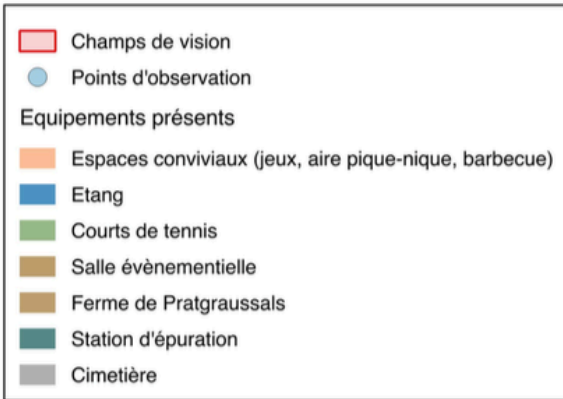 Champs de vision
Points d'observation
Equipements présents
Espaces conviviaux (jeux, aire pique-nique, barbecue)
Etang
Courts de tennis
Salle évènementielle
Ferme de Pratgraussals
Station d'épuration
Cimetière